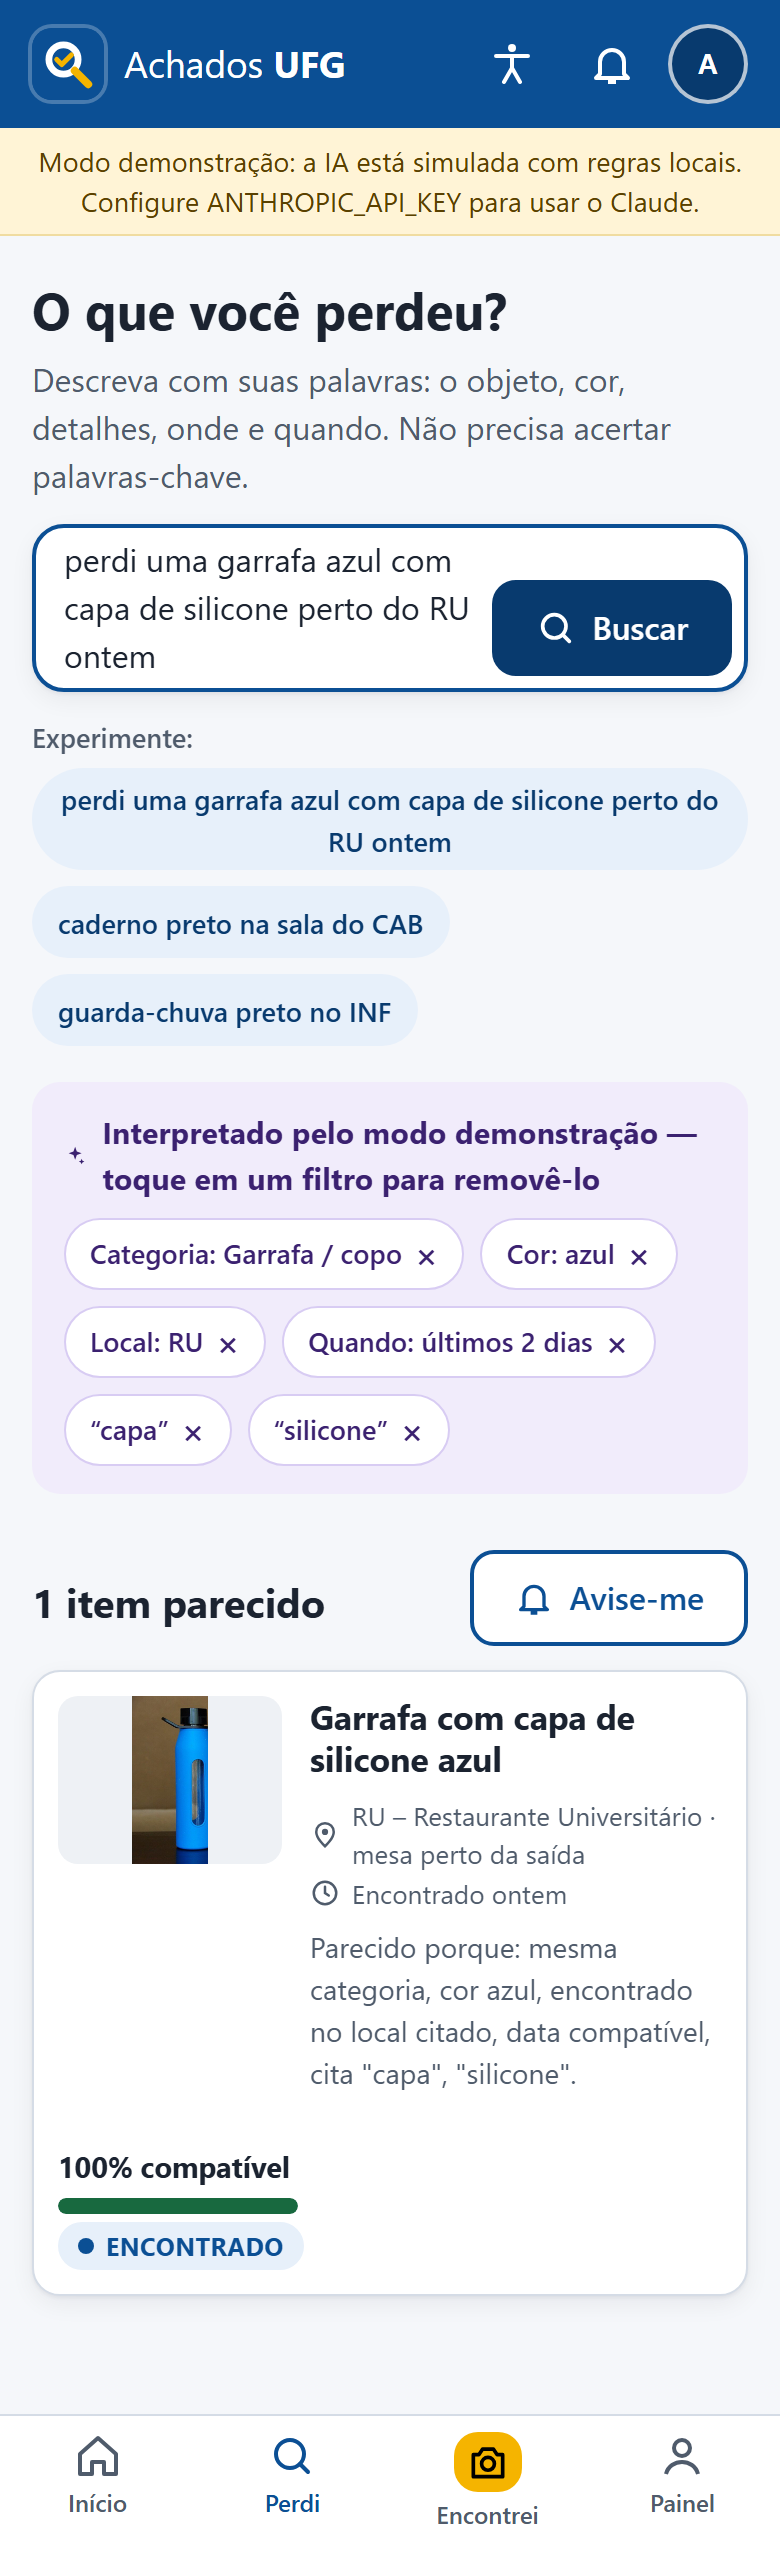 Achados UFG
A
Modo demonstração: a IA está simulada com regras locais.
Configure ANTHROPIC_API_KEY para usar o Claude.
O que você perdeu?
Descreva com suas palavras: o objeto, cor,
detalhes, onde e quando. Não precisa acertar
palavras-chave.
perdi uma garrafa azul com
capa de silicone perto do RU
ontem
Buscar
Experimente:
perdi uma garrafa azul com capa de silicone perto do
RU ontem
caderno preto na sala do CAB
guarda-chuva preto no INF
Interpretado pelo modo demonstração —
toque em um filtro para removê-lo
Categoria: Garrafa / copo ×
Cor: azul ×
Local: RU ×
Quando: últimos 2 dias ×
“capa” ×
“silicone” ×
1 item parecido
Avise-me
Garrafa com capa de
silicone azul
RU – Restaurante Universitário ·
mesa perto da saída
Encontrado ontem
Parecido porque: mesma
categoria, cor azul, encontrado
no local citado, data compatível,
cita "capa", "silicone".
100% compatível
ENCONTRADO
Início
Perdi
Encontrei
Painel